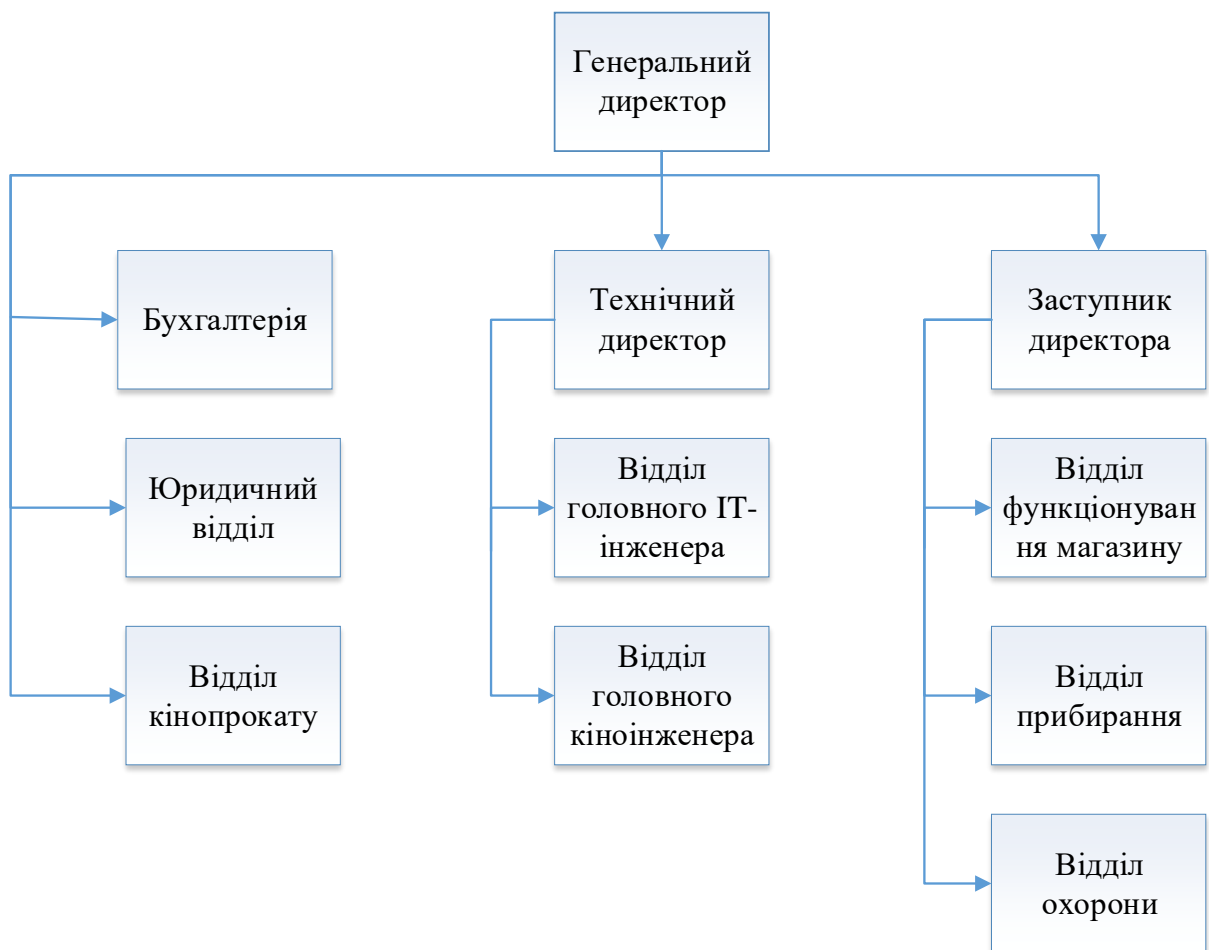 Генеральний
директор
Бухгалтерія
Технічний
директор
Заступник
директора
Юридичний
відділ
Відділ
головного ІТ-
інженера
Відділ
функціонуван
ня магазину
Відділ
кінопрокату
Відділ
головного
кіноінженера
Відділ
прибирання
Відділ
охорони